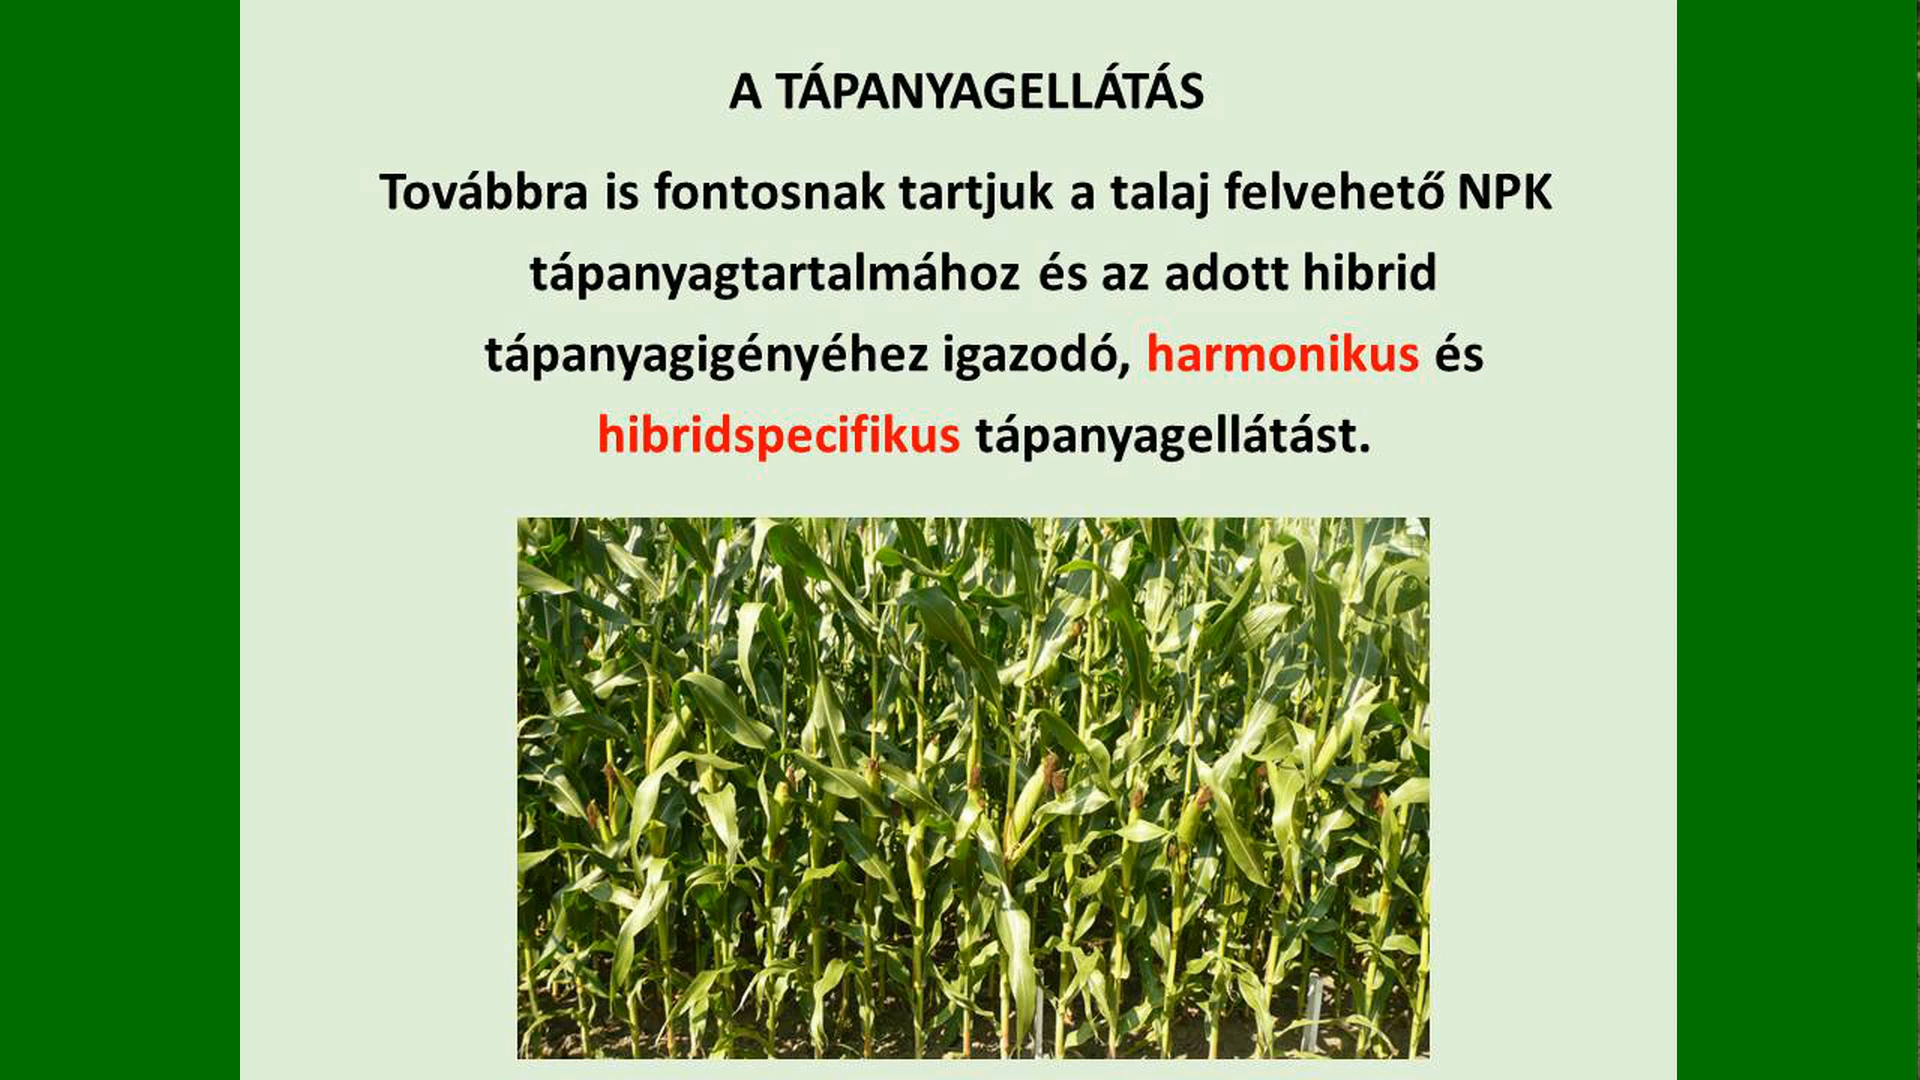 A TÁPANYAGELLÁTÁS
Továbbra is fontosnak tartjuk a talaj felvehető NPK
tápanyagtartalmához és az adott hibrid
tápanyagigényéhez igazodó, harmonikus és
hibridspecifikus tápanyagellátást.